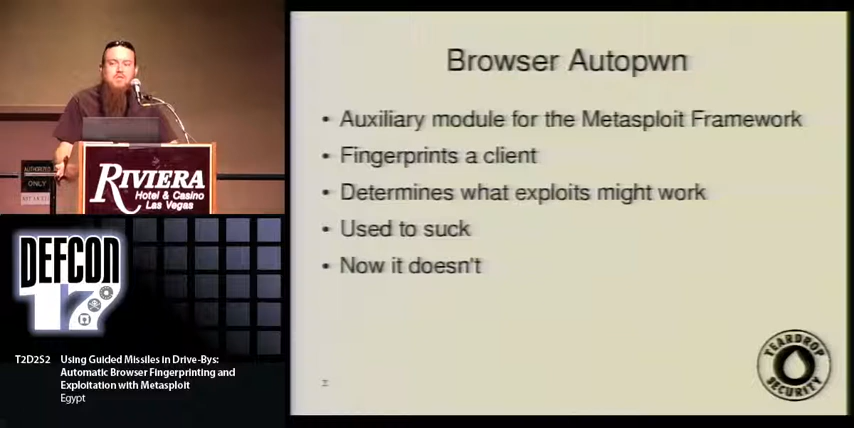 Browser Autopwn
• Auxiliary module for the Metasploit Framework
• Fingerprints a client
• Determines what exploits might work
• Used to suck
• Now it doesn't
TEARDROP
SECURITY
AUTHORIZED
ONLY
RIVIERA
Hotel & Casino
Las Vegas
DEFCON
17
T2D2S2 Using Guided Missiles in Drive-Bys:
Automatic Browser Fingerprinting and
Exploitation with Metasploit
Egypt